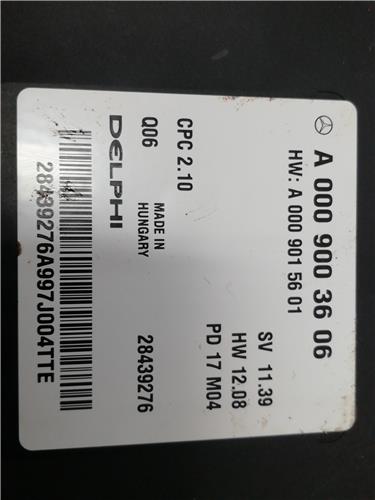 A 000 900 36 06
HW: A 000 901 56 01
SV 11.39
HW 12.08
PD 17 M04
CPC 2.10
Q06
MADE IN
HUNGARY
28439276
DELPHI
28439276A997J004TTE